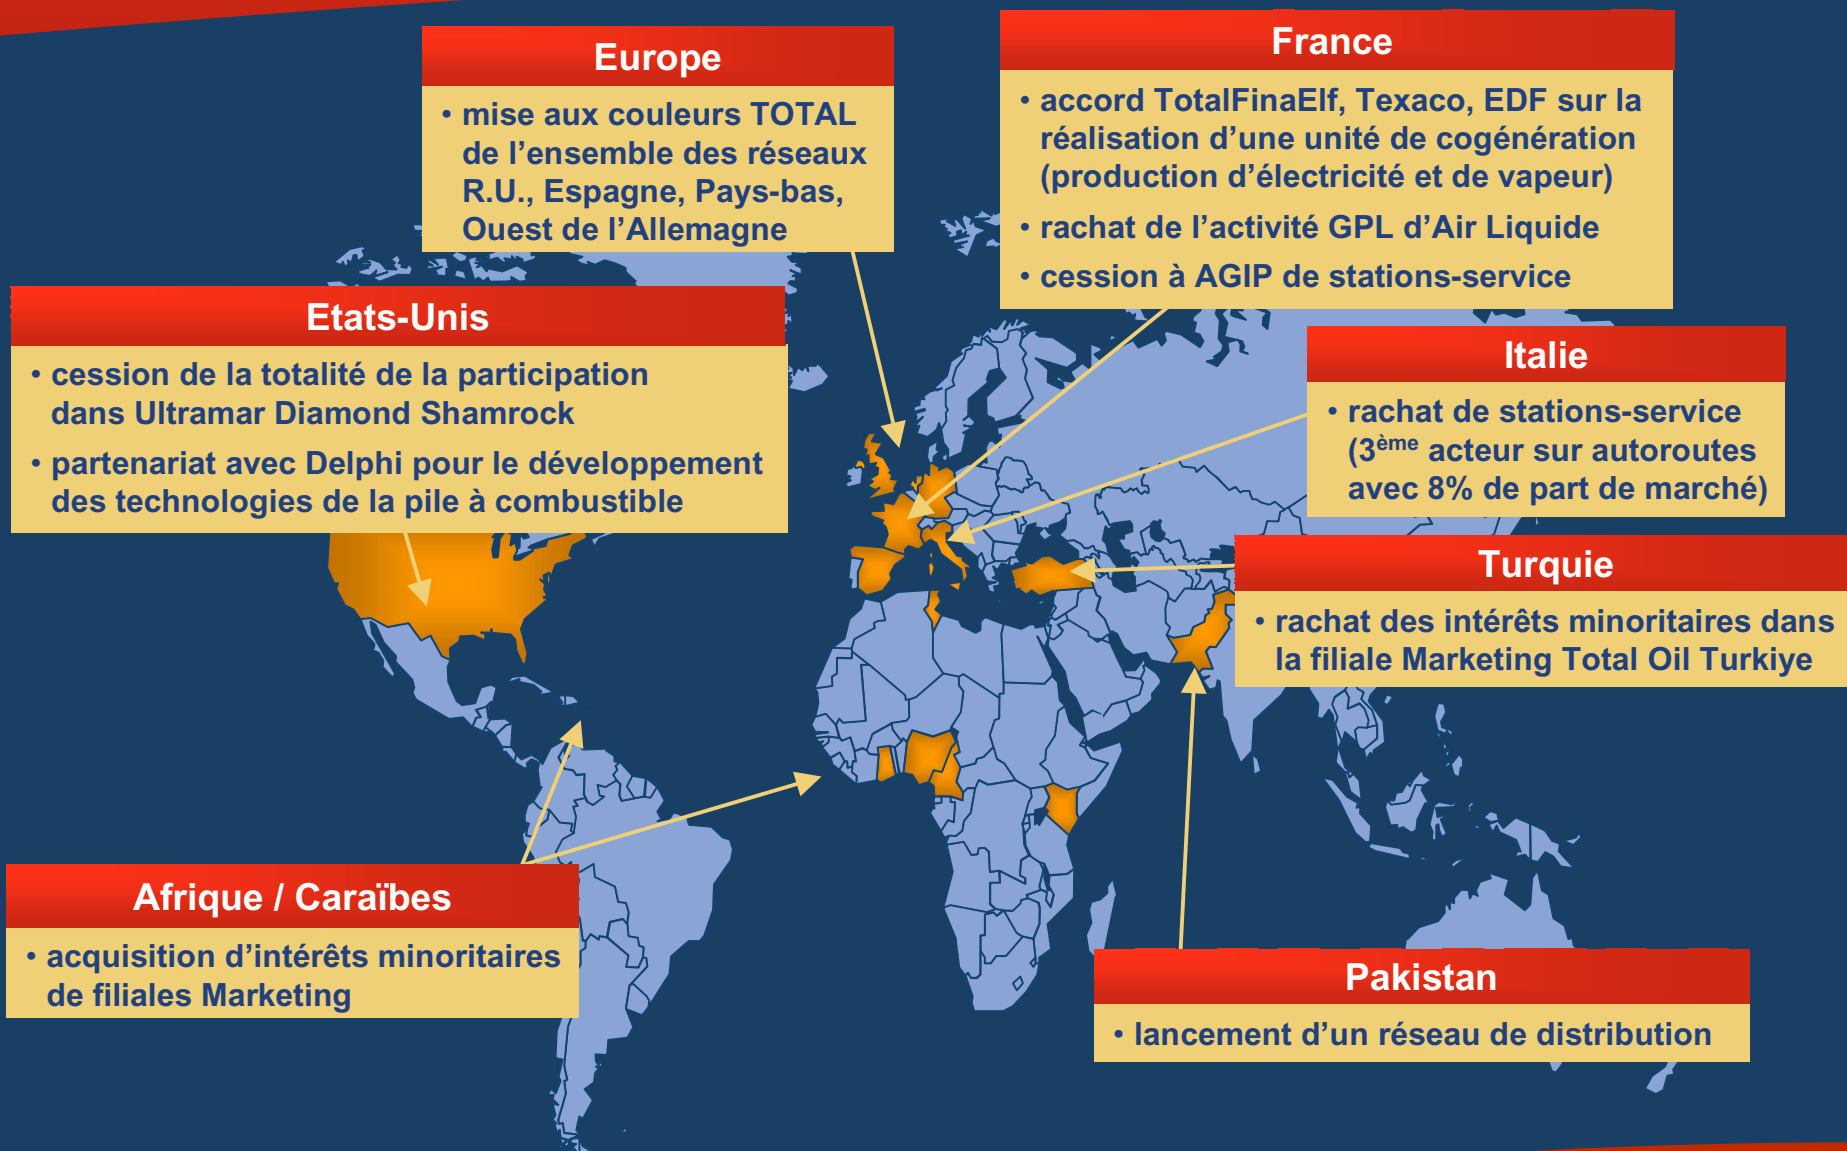 Europe
• mise aux couleurs TOTAL
de l’ensemble des réseaux
R.U., Espagne, Pays-bas,
Ouest de l’Allemagne
France
• accord TotalFinaElf, Texaco, EDF sur la
réalisation d’une unité de cogénération
(production d’électricité et de vapeur)
• rachat de l’activité GPL d’Air Liquide
• cession à AGIP de stations-service
Etats-Unis
• cession de la totalité de la participation
dans Ultramar Diamond Shamrock
• partenariat avec Delphi pour le développement
des technologies de la pile à combustible
Italie
• rachat de stations-service
(3ème acteur sur autoroutes
avec 8% de part de marché)
Turquie
• rachat des intérêts minoritaires dans
la filiale Marketing Total Oil Turkiye
Afrique / Caraïbes
• acquisition d’intérêts minoritaires
de filiales Marketing
Pakistan
• lancement d’un réseau de distribution